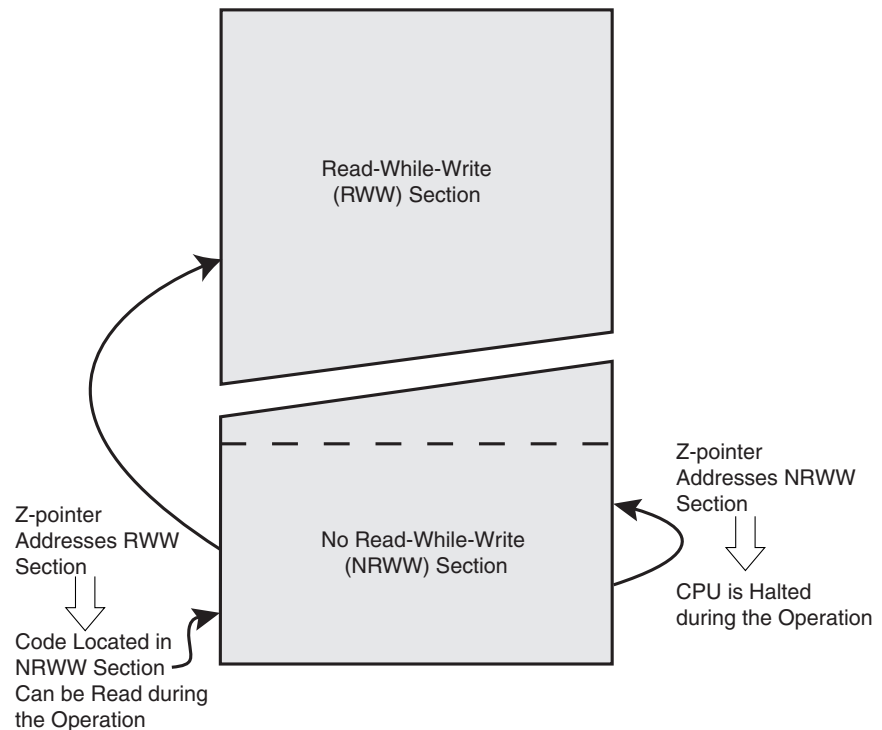 Read-While-Write
(RWW) Section
Z-pointer
Addresses NRWW
Section
Z-pointer
Addresses RWW
Section
No Read-While-Write
(NRWW) Section
CPU is Halted
during the Operation
Code Located in
NRWW Section
Can be Read during
the Operation